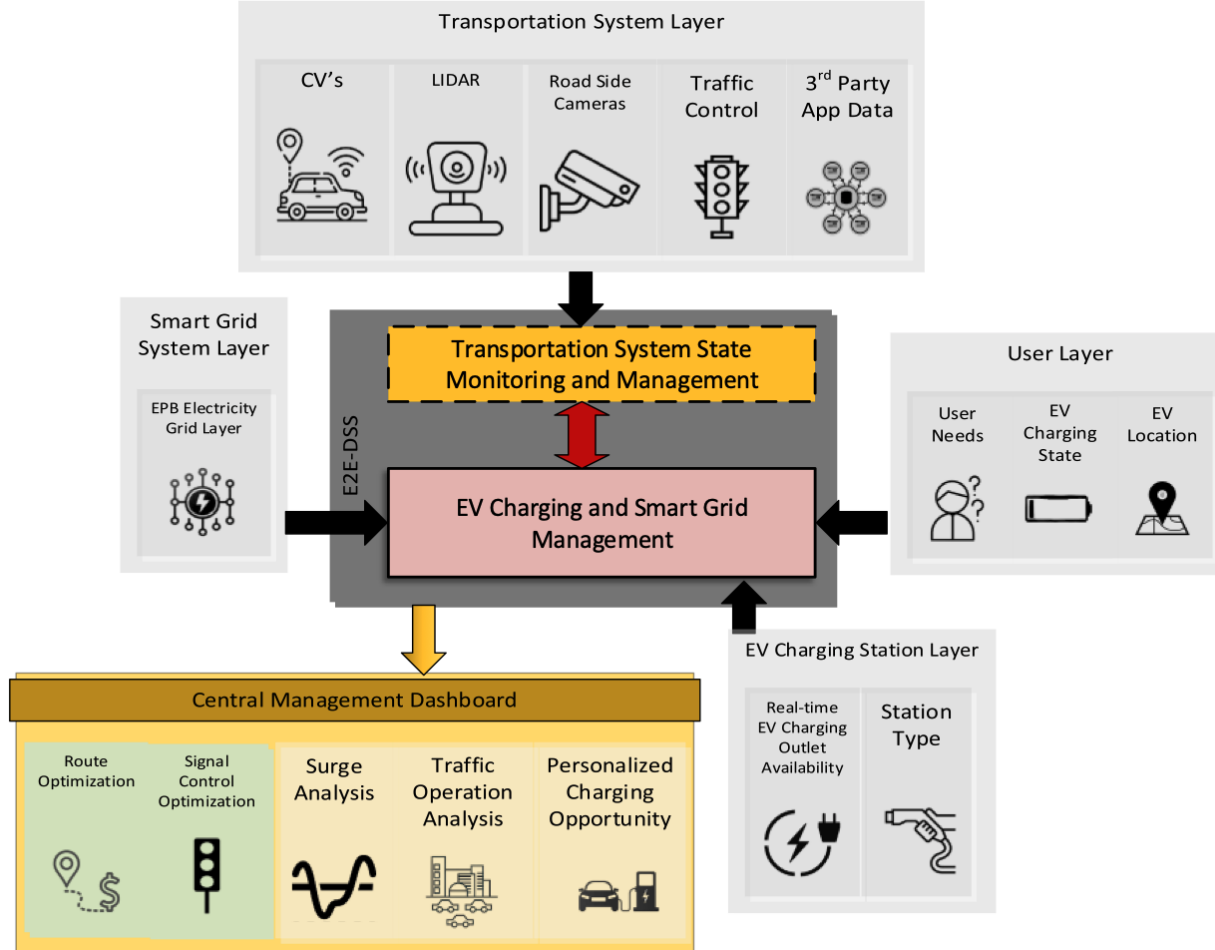 Transportation System Layer
CV's
LIDAR
Road Side
Cameras
Traffic
Control
3rd Party
App Data
Smart Grid
System Layer
EPB Electricity
Grid Layer
E2E-DSS
Transportation System State
Monitoring and Management
EV Charging and Smart Grid
Management
User Layer
User
Needs
EV
Charging
State
EV
Location
EV Charging Station Layer
Real-time
EV Charging
Outlet
Availability
Station
Type
Central Management Dashboard
Route
Optimization
Signal
Control
Optimization
Surge
Analysis
Traffic
Operation
Analysis
Personalized
Charging
Opportunity